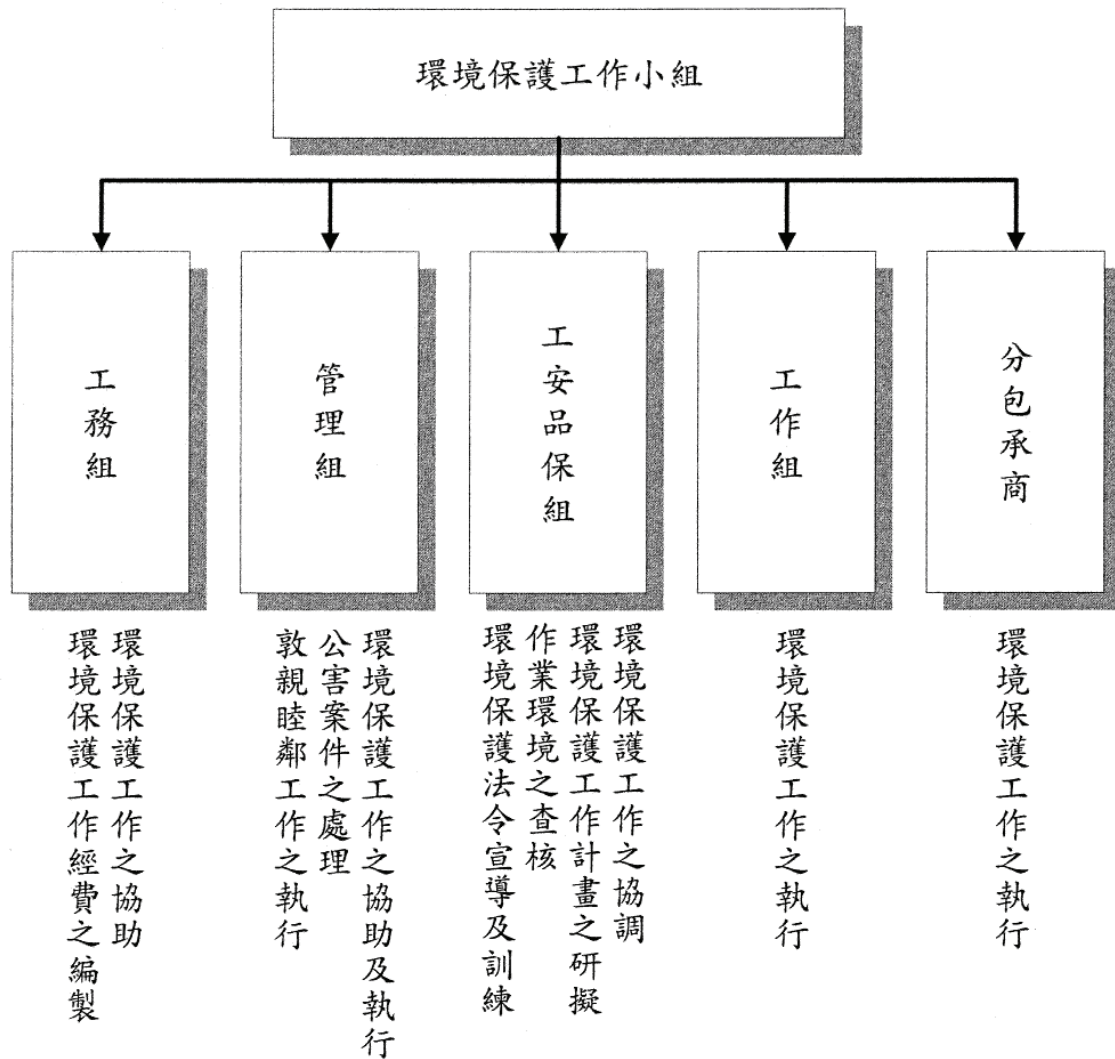 環境保護工作小組
工務組
管理組
工安品保組
工作組
分包承商
環境保護工作之協助
環境保護工作經費之編製
環境保護工作之協助及執行
公害案件之處理
敦親睦鄰工作之執行
環境保護工作之協調
環境保護工作計畫之研擬
作業環境之查核
環境保護法令宣導及訓練
環境保護工作之執行
環境保護工作之執行